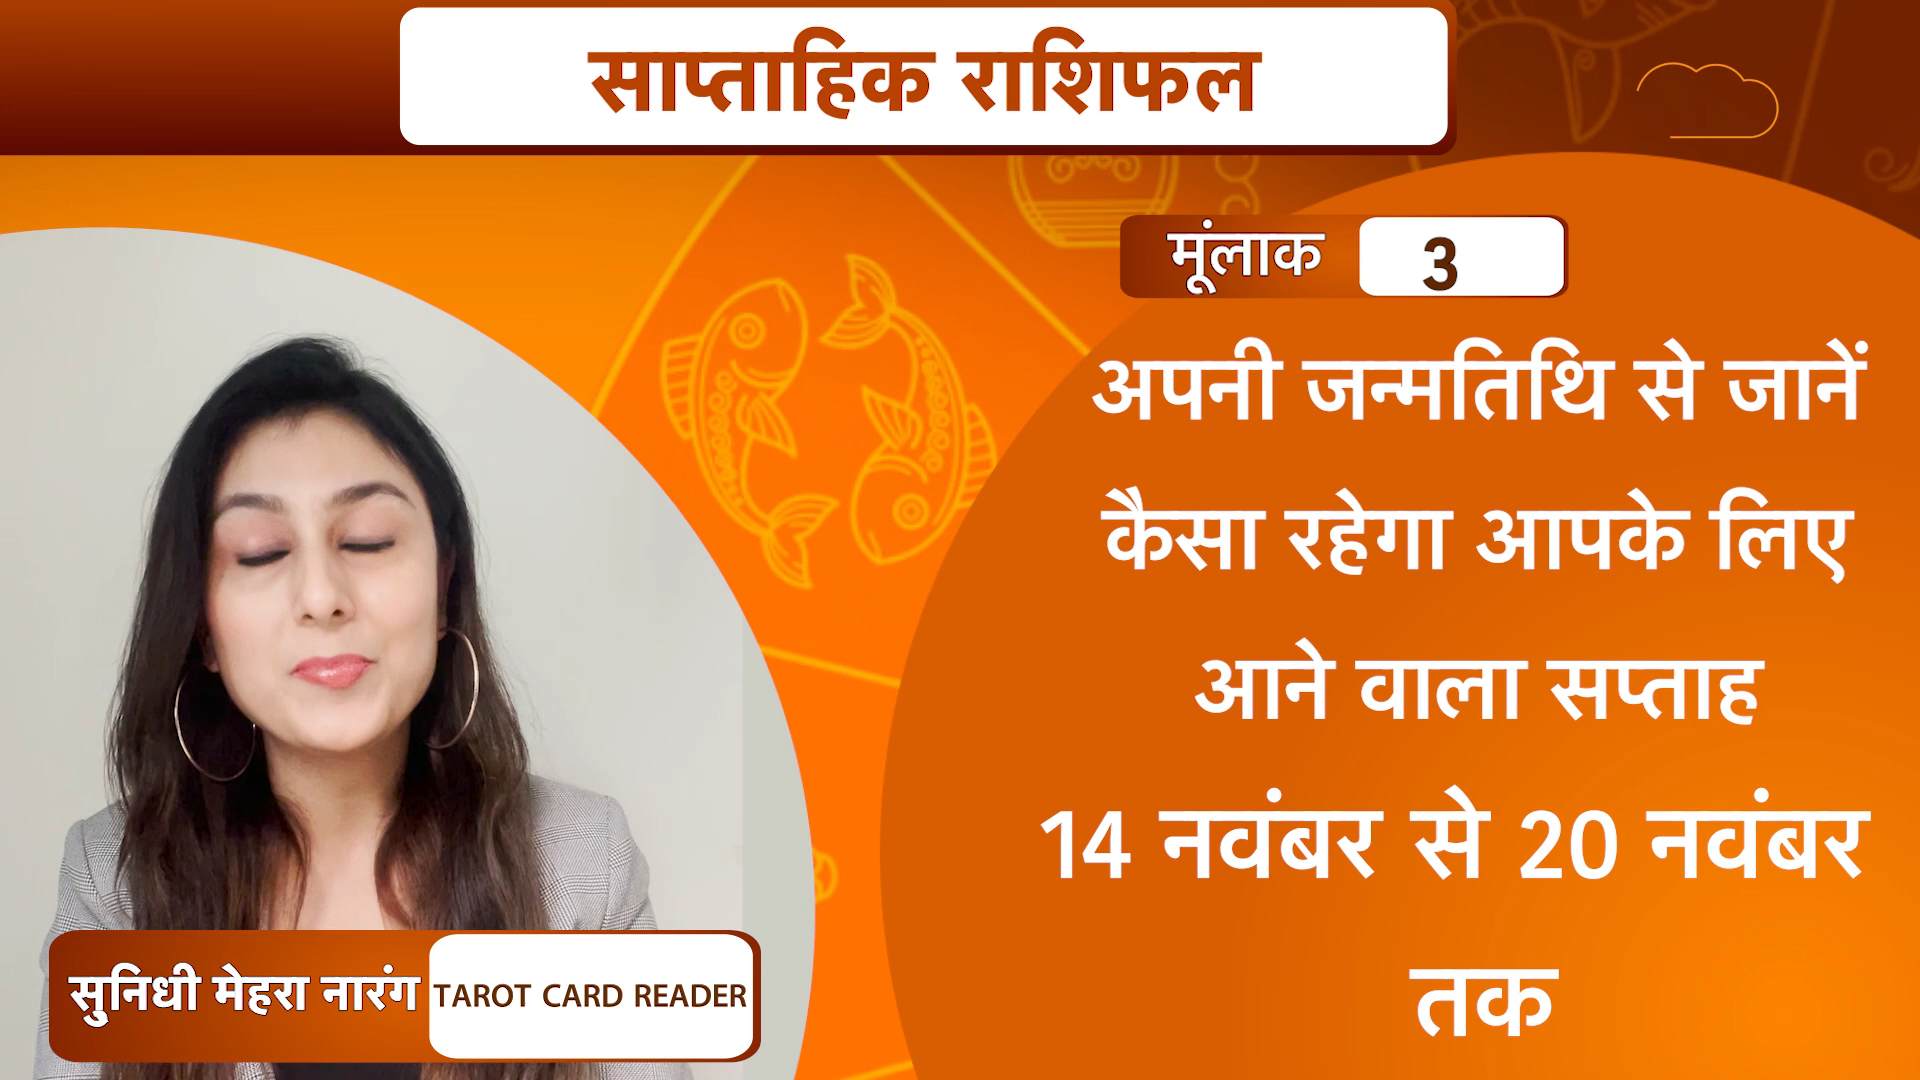 साप्ताहिक राशिफल
मूंलाक 3
अपनी जन्मतिथि से जानें
कैसा रहेगा आपके लिए
आने वाला सप्ताह
14 नवंबर से 20 नवंबर
तक
सुनिधी मेहरा नारंग TAROT CARD READER